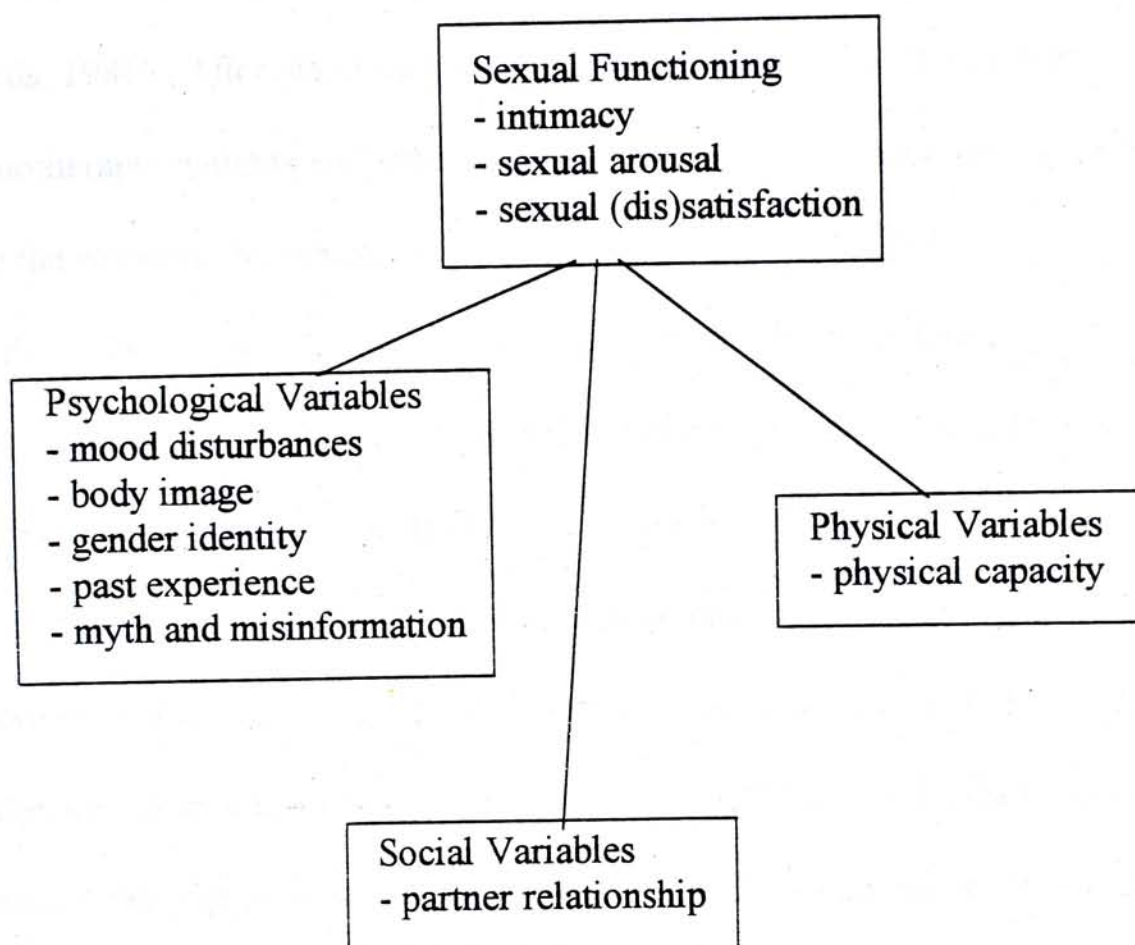 Sexual Functioning
- intimacy
- sexual arousal
- sexual (dis)satisfaction
Psychological Variables
- mood disturbances
- body image
- gender identity
- past experience
- myth and misinformation
Physical Variables
- physical capacity
Social Variables
- partner relationship